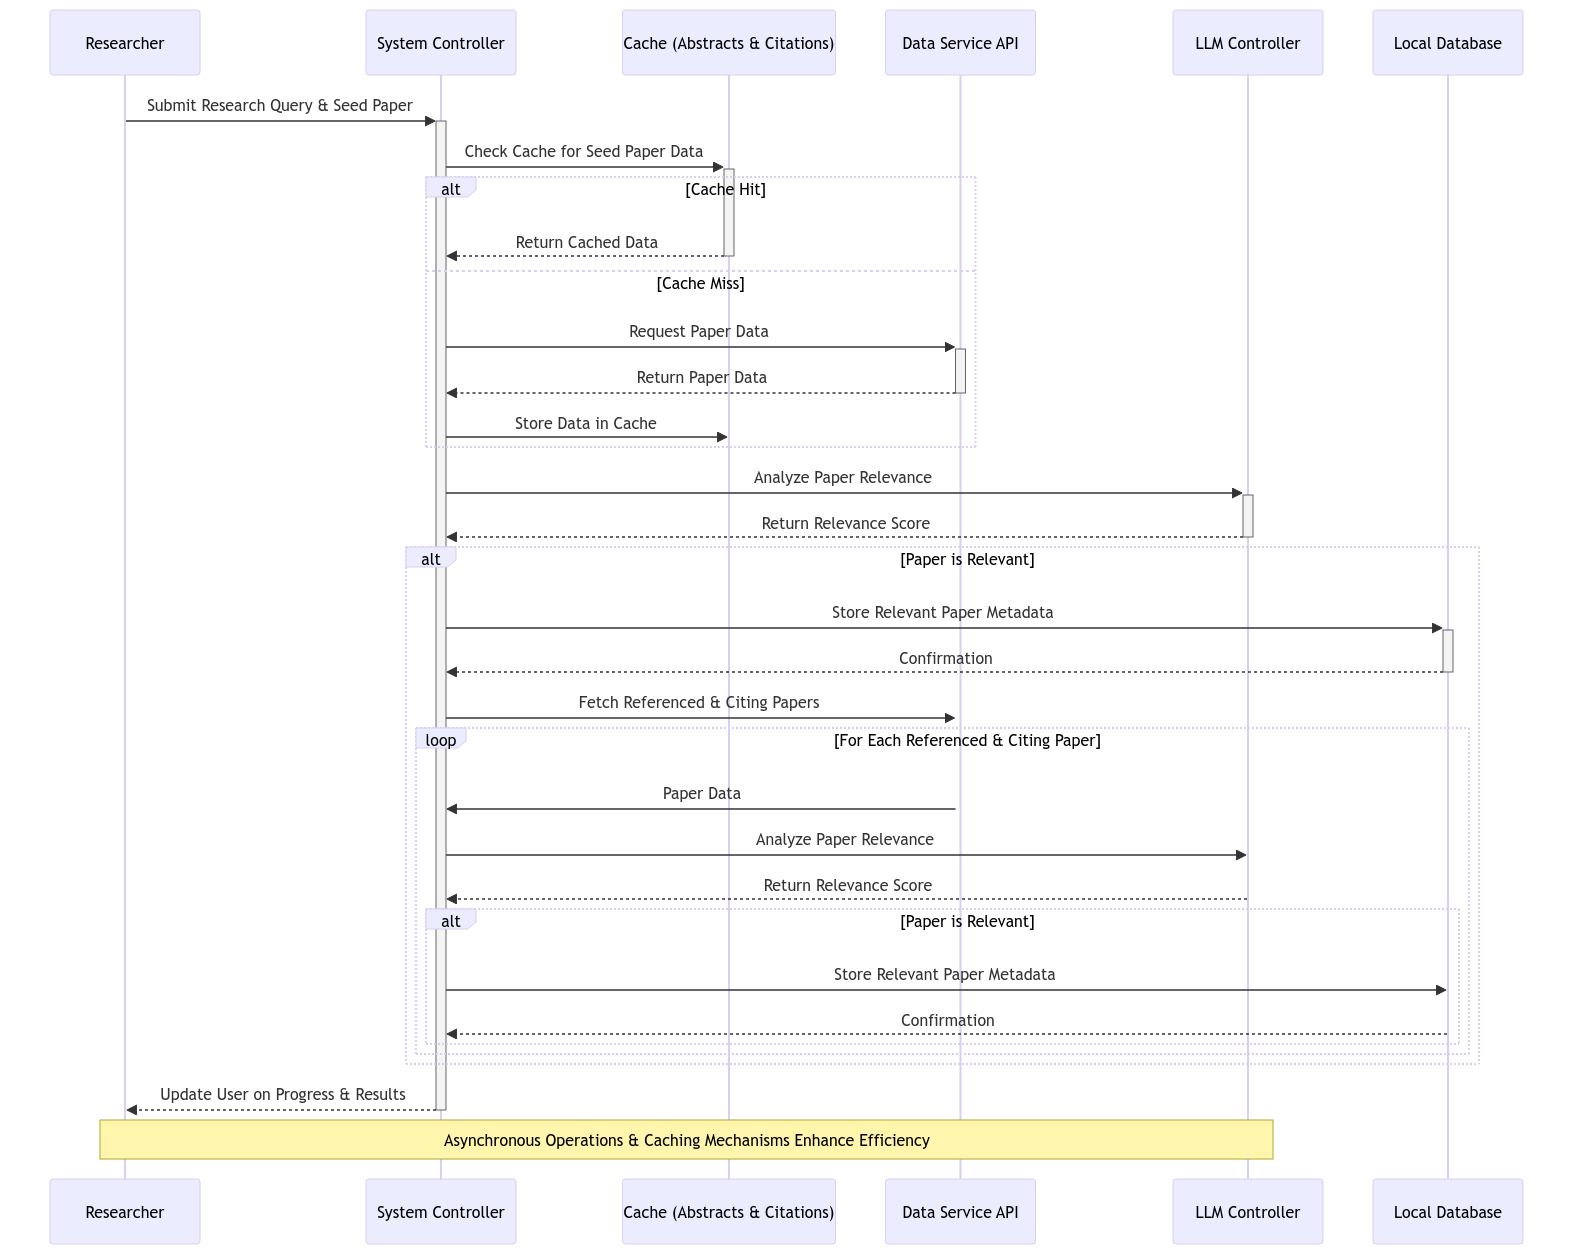 Researcher
System Controller
Cache (Abstracts & Citations)
Data Service API
LLM Controller
Local Database
Submit Research Query & Seed Paper
Check Cache for Seed Paper Data
alt
[Cache Hit]
Return Cached Data
[Cache Miss]
Request Paper Data
Return Paper Data
Store Data in Cache
Analyze Paper Relevance
Return Relevance Score
alt
[Paper is Relevant]
Store Relevant Paper Metadata
Confirmation
Fetch Referenced & Citing Papers
loop
[For Each Referenced & Citing Paper]
Paper Data
Analyze Paper Relevance
Return Relevance Score
alt
[Paper is Relevant]
Store Relevant Paper Metadata
Confirmation
Update User on Progress & Results
Asynchronous Operations & Caching Mechanisms Enhance Efficiency
Researcher
System Controller
Cache (Abstracts & Citations)
Data Service API
LLM Controller
Local Database